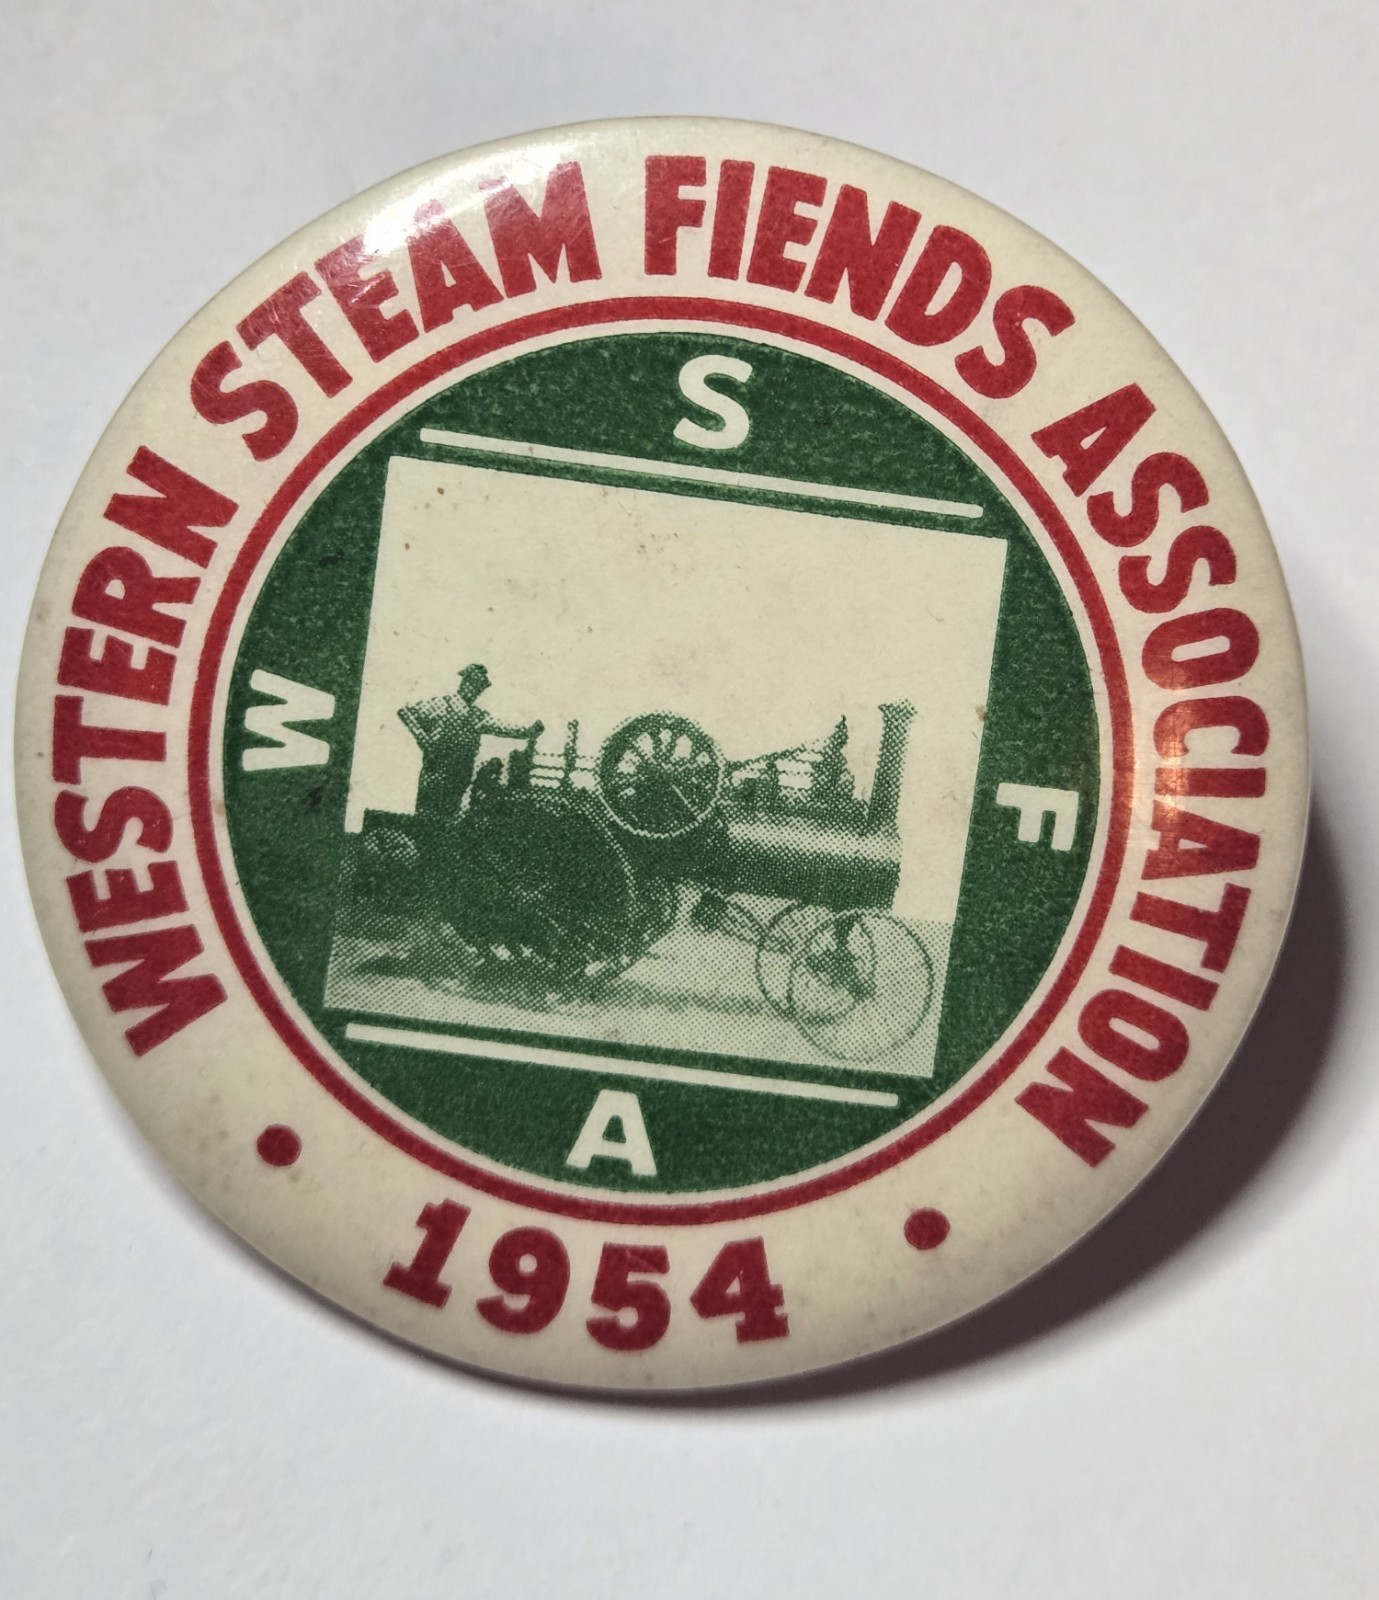 WESTERN STEAM FIENDS ASSOCIATION
W S F A
• 1954 •